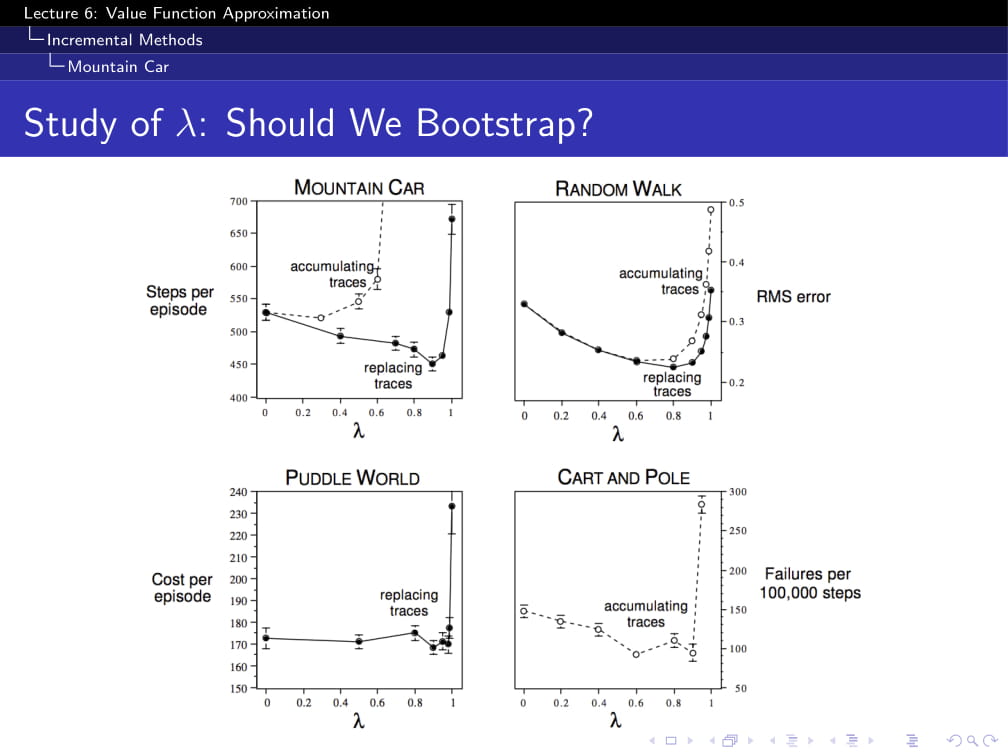 Lecture 6: Value Function Approximation
Incremental Methods
Mountain Car
Study of λ: Should We Bootstrap?
MOUNTAIN CAR
700
650
600
550
500
450
400
Steps per
episode
accumulating
traces
replacing
traces
0 0.2 0.4 0.6 0.8 1
λ
RANDOM WALK
0.5
0.4
0.3
0.2
RMS error
accumulating
traces
replacing
traces
0 0.2 0.4 0.6 0.8 1
λ
PUDDLE WORLD
240
230
220
210
200
190
180
170
160
150
Cost per
episode
replacing
traces
0 0.2 0.4 0.6 0.8 1
λ
CART AND POLE
300
250
200
150
100
50
Failures per
100,000 steps
accumulating
traces
0 0.2 0.4 0.6 0.8 1
λ